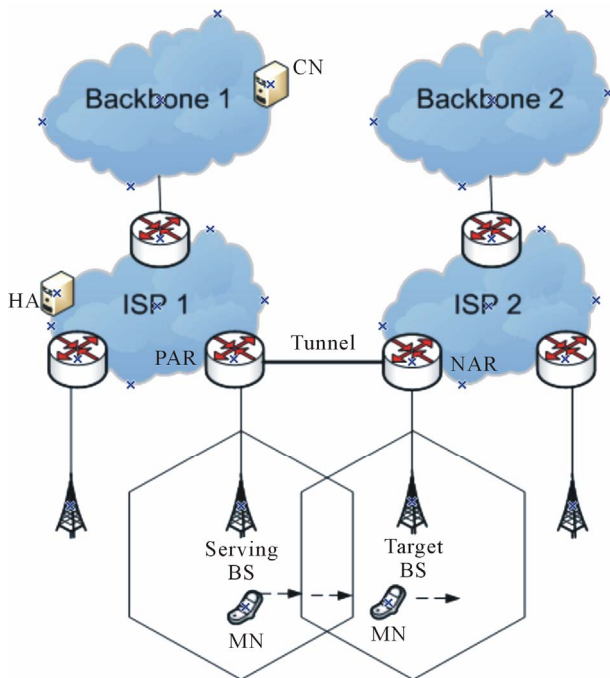 CN
Backbone 1
Backbone 2
HA
ISP 1
ISP 2
PAR
Tunnel
NAR
Serving
BS
Target
BS
MN
MN